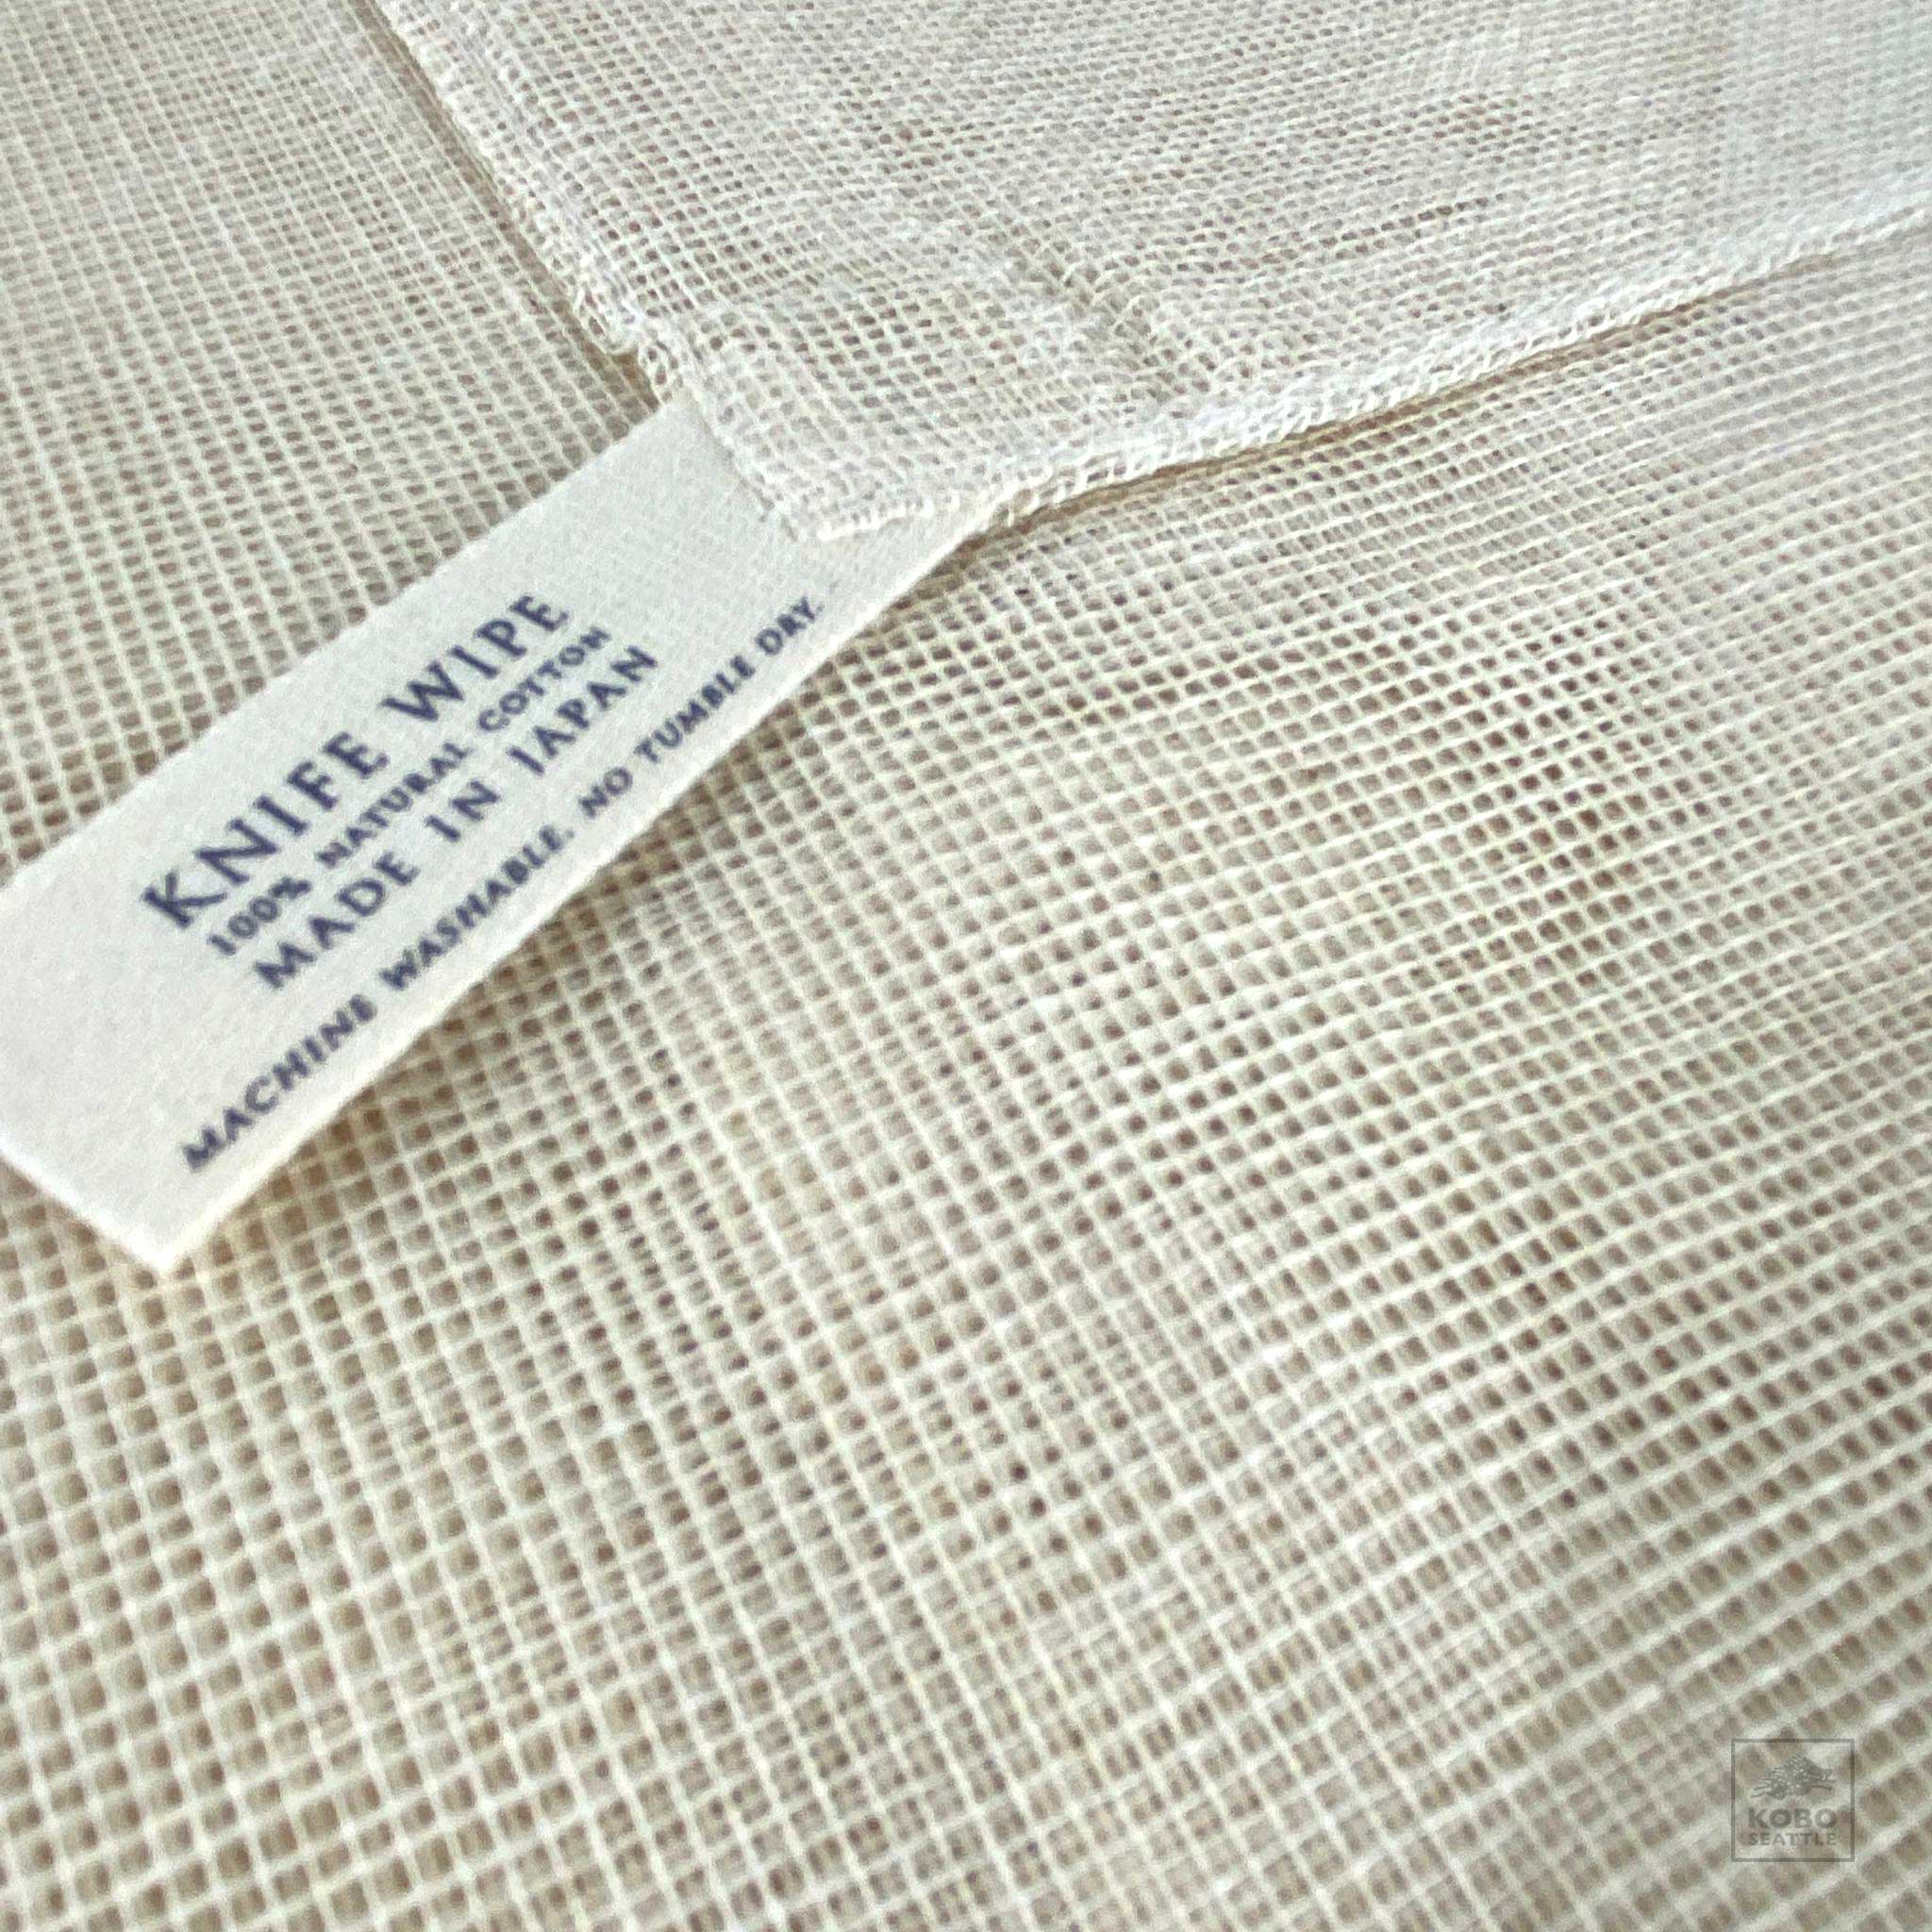 KNIFE WIPE
100% NATURAL COTTON
MADE IN JAPAN
MACHINE WASHABLE. NO TUMBLE DRY.
KOBO
SEATTLE